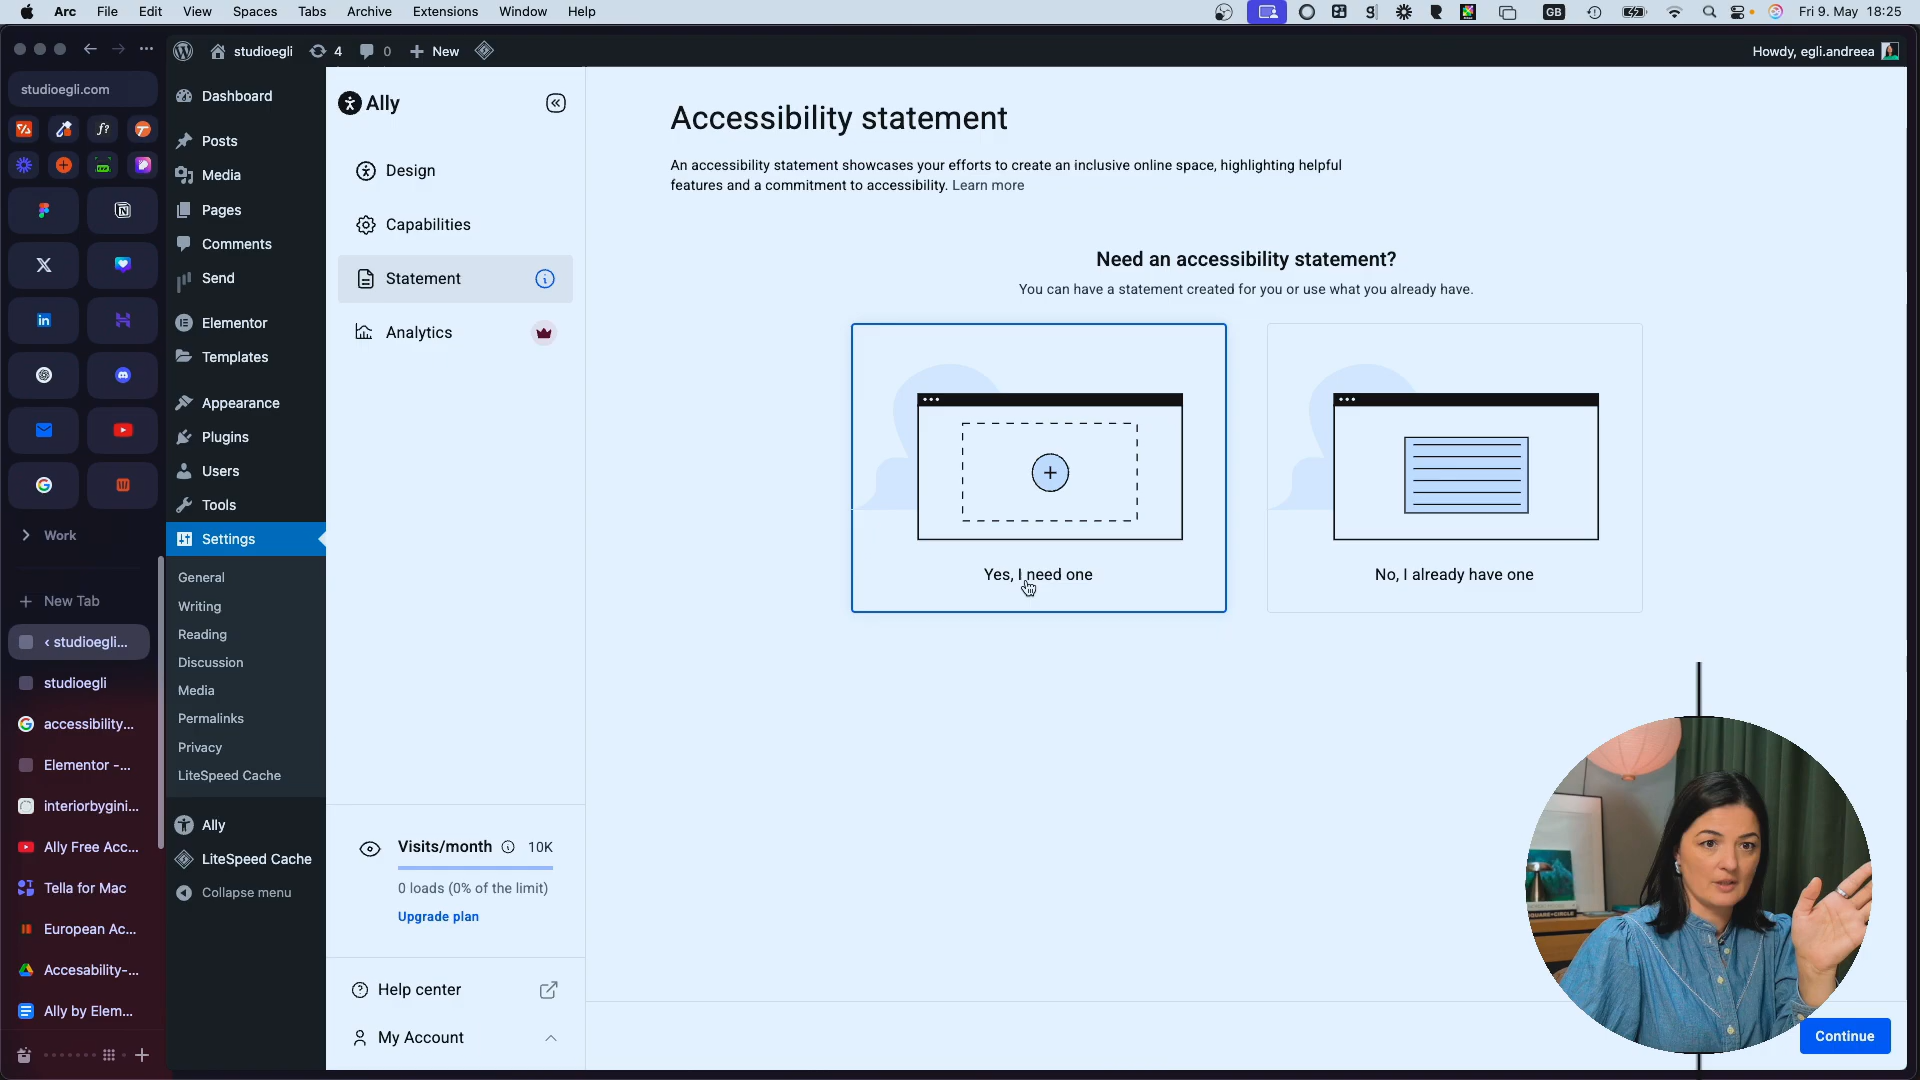 Arc File Edit View Spaces Tabs Archive Extensions Window Help
GB
Fri 9. May 18:25
studioegli
4
0
New
Howdy, egli.andreea
studioegli.com
Work
New Tab
‹ studioegli...
studioegli
accessibility...
Elementor -...
interiorbygini...
Ally Free Acc...
Tella for Mac
European Ac...
Accesability-...
Ally by Elem...
Dashboard
Posts
Media
Pages
Comments
Send
Elementor
Templates
Appearance
Plugins
Users
Tools
Settings
General
Writing
Reading
Discussion
Media
Permalinks
Privacy
LiteSpeed Cache
Ally
LiteSpeed Cache
Collapse menu
Ally
Design
Capabilities
Statement
Analytics
Visits/month 10K
0 loads (0% of the limit)
Upgrade plan
Help center
My Account
Accessibility statement
An accessibility statement showcases your efforts to create an inclusive online space, highlighting helpful
features and a commitment to accessibility. Learn more
Need an accessibility statement?
You can have a statement created for you or use what you already have.
Yes, I need one
No, I already have one
Continue